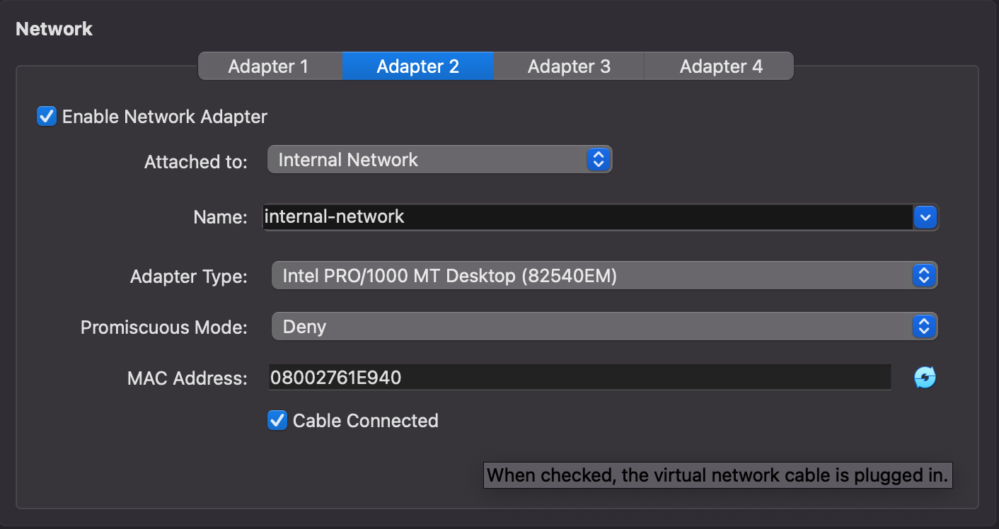 Network
Adapter 1 Adapter 2 Adapter 3 Adapter 4
Enable Network Adapter
Attached to: Internal Network
Name: internal-network
Adapter Type: Intel PRO/1000 MT Desktop (82540EM)
Promiscuous Mode: Deny
MAC Address: 08002761E940
Cable Connected
When checked, the virtual network cable is plugged in.